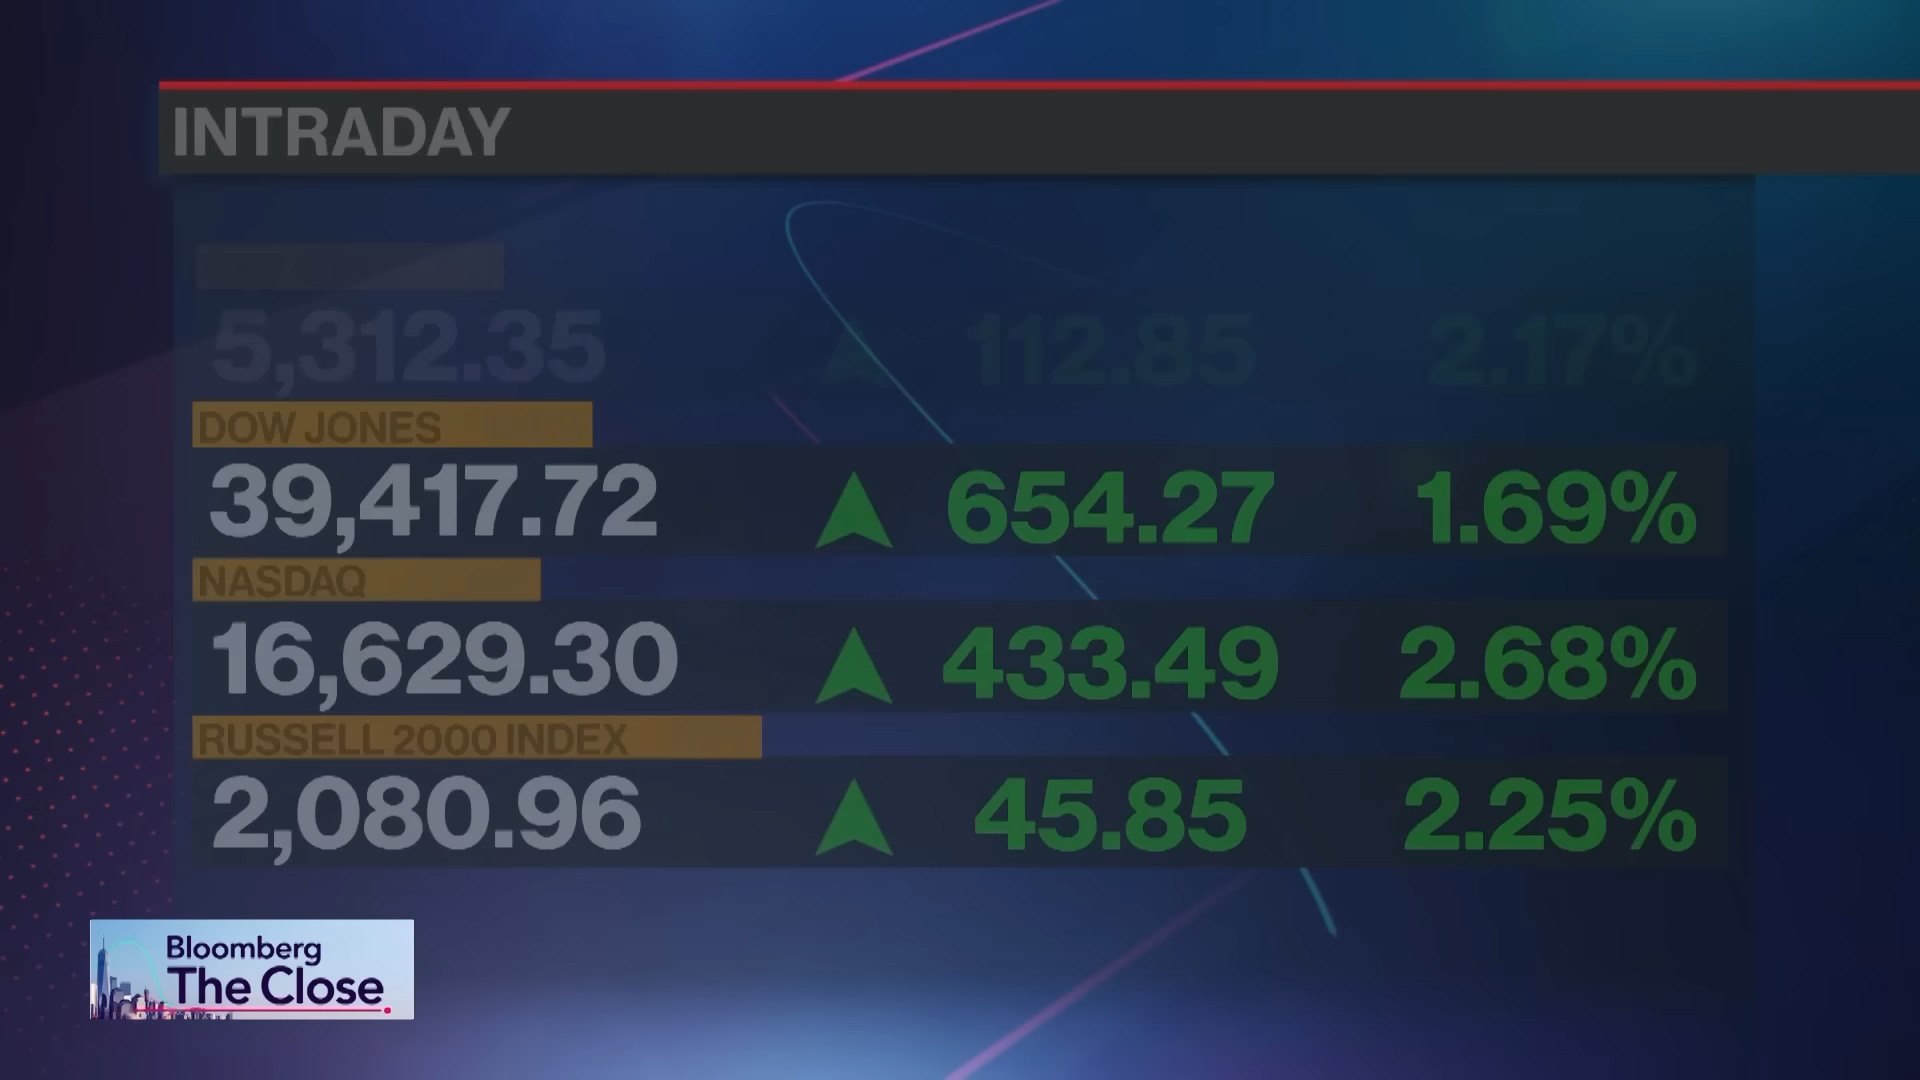 INTRADAY
5,312.35 112.85 2.17%
DOW JONES
39,417.72 654.27 1.69%
NASDAQ
16,629.30 433.49 2.68%
RUSSELL 2000 INDEX
2,080.96 45.85 2.25%
Bloomberg
The Close